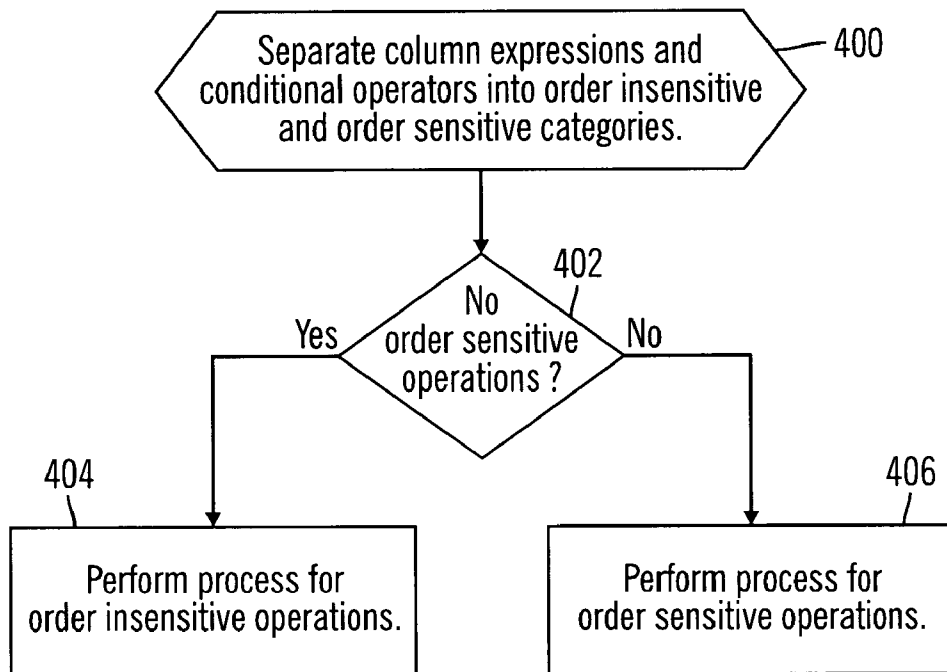 Separate column expressions and
conditional operators into order insensitive
and order sensitive categories.
400
402
No
order sensitive
operations ?
Yes
No
404
Perform process for
order insensitive operations.
406
Perform process for
order sensitive operations.